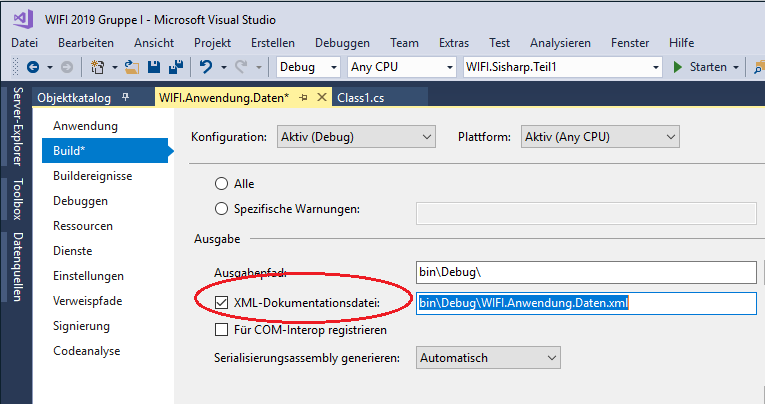 WIFI 2019 Gruppe I - Microsoft Visual Studio
Datei Bearbeiten Ansicht Projekt Erstellen Debuggen Team Extras Test Analysieren Fenster Hilfe
Debug Any CPU WIFI.Sisharp.Teil1 Starten
Objektkatalog WIFI.Anwendung.Daten* Class1.cs
Server-Explorer
Toolbox
Datenquellen
Anwendung
Build*
Buildereignisse
Debuggen
Ressourcen
Dienste
Einstellungen
Verweispfade
Signierung
Codeanalyse
Konfiguration: Aktiv (Debug) Plattform: Aktiv (Any CPU)
Alle
Spezifische Warnungen:
Ausgabe
Ausgabepfad: bin\Debug\
XML-Dokumentationsdatei: bin\Debug\WIFI.Anwendung.Daten.xml
Für COM-Interop registrieren
Serialisierungsassembly generieren: Automatisch